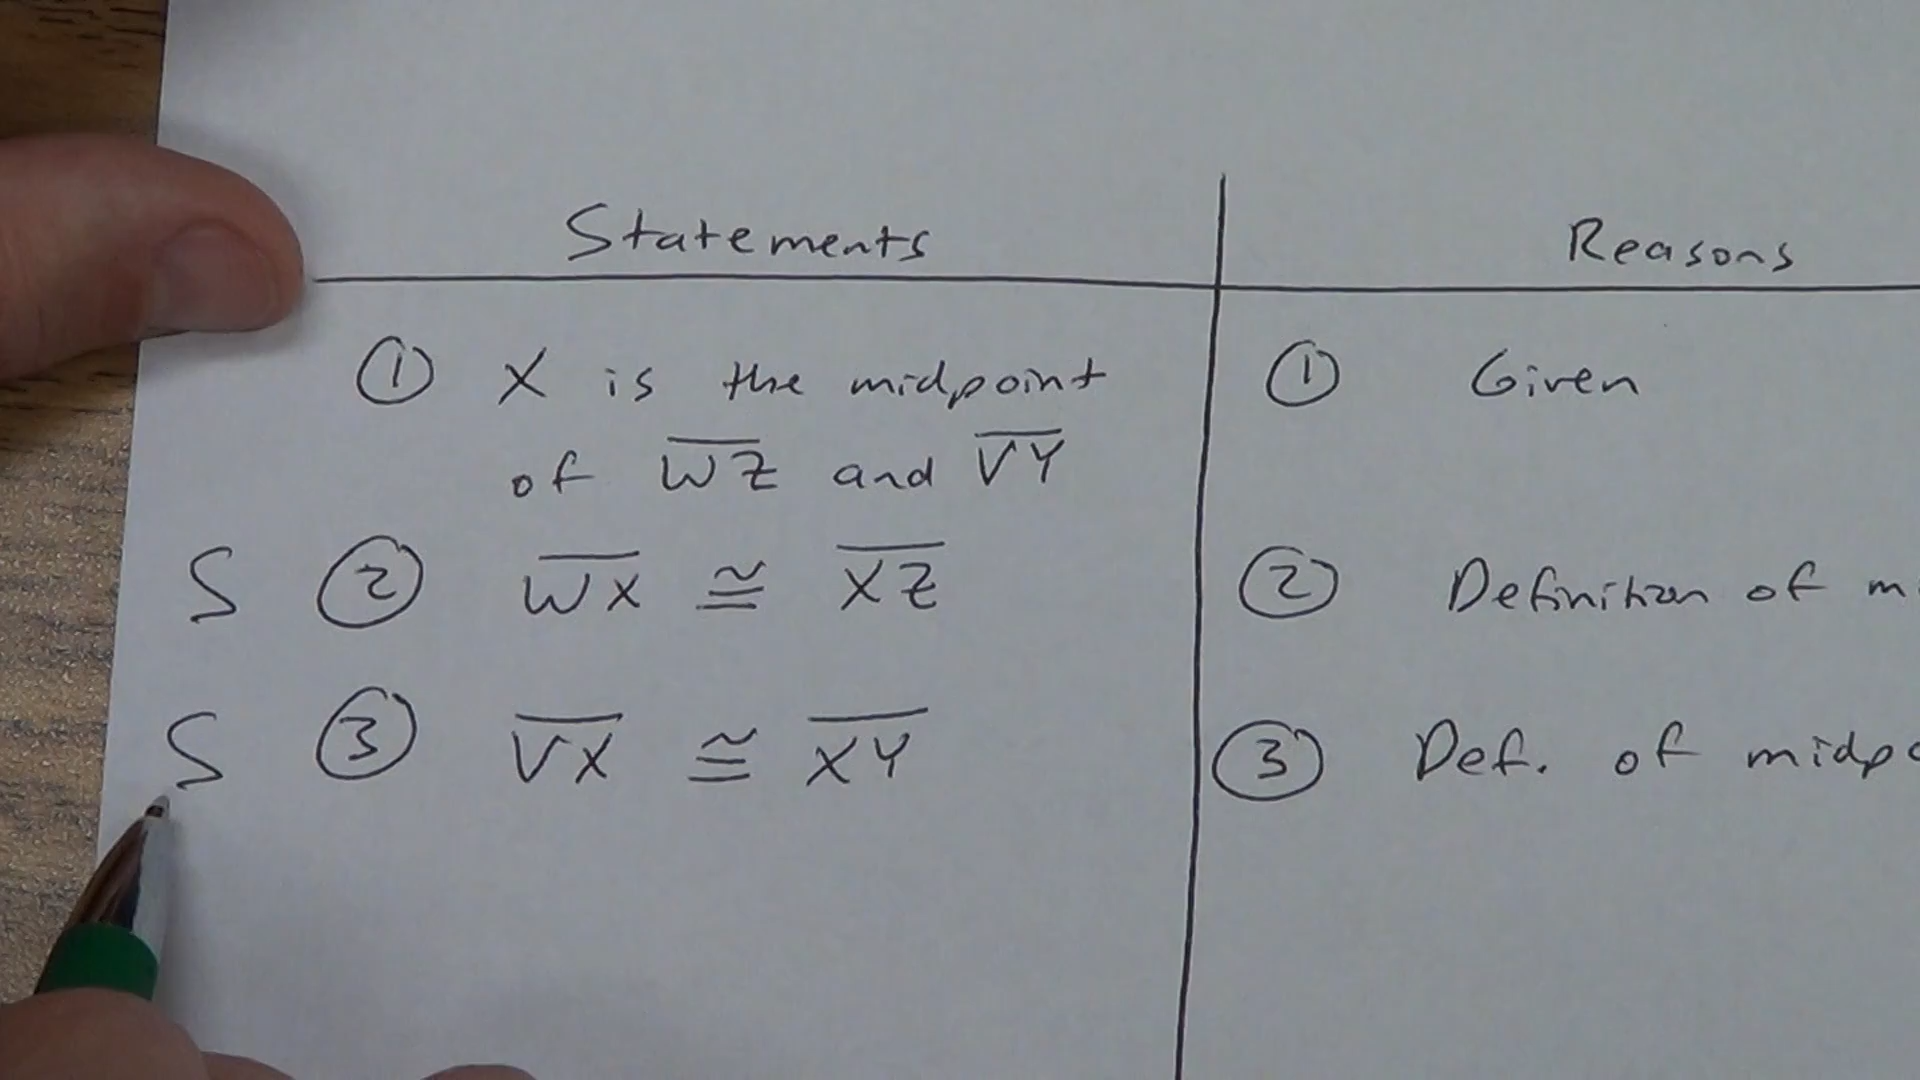 Statements Reasons
① X is the midpoint ① Given
of W̅Z̅ and V̅Y̅
S ② W̅X̅ ≅ X̅Z̅ ② Definition of
S ③ V̅X̅ ≅ X̅Y̅ ③ Def. of